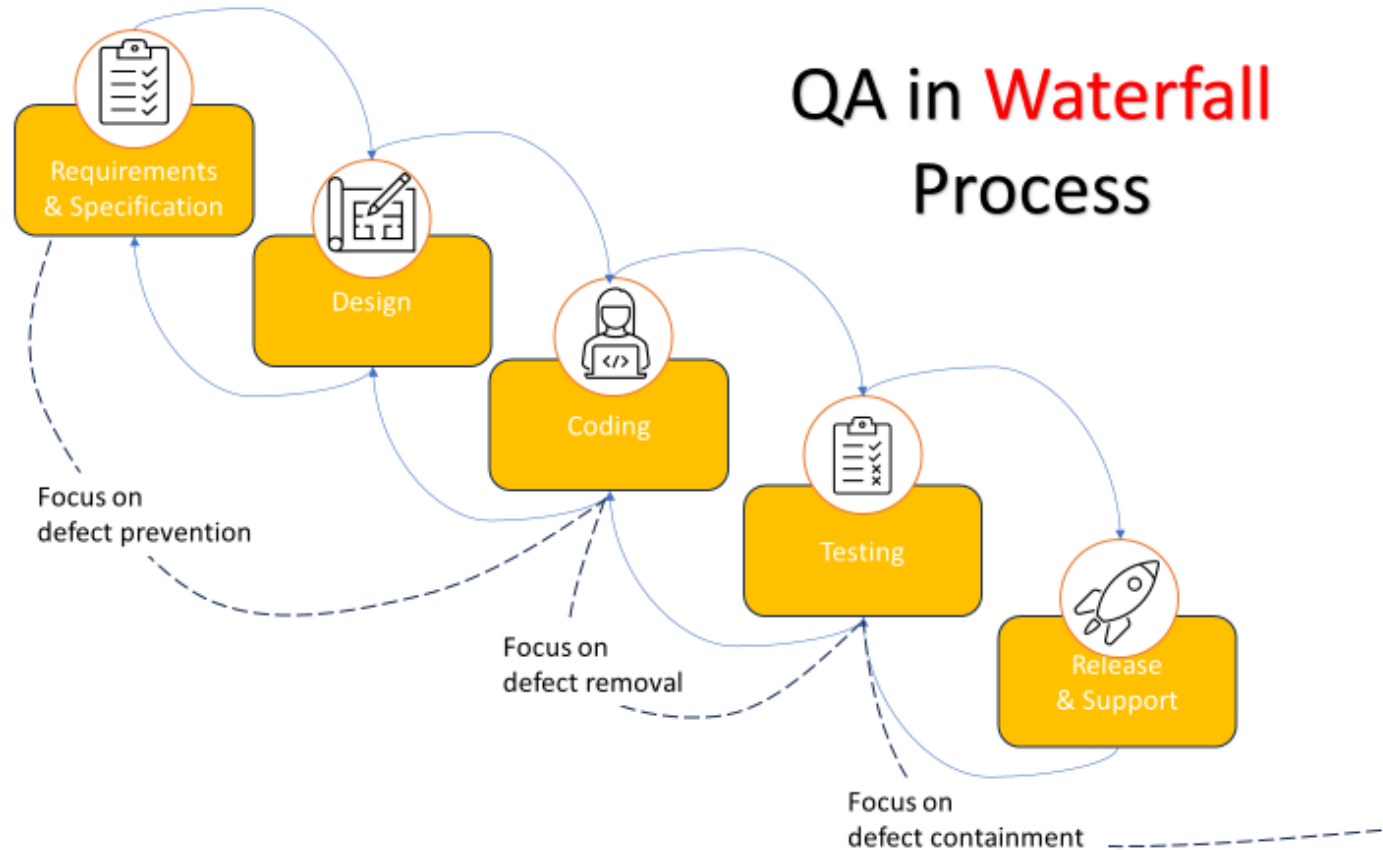 QA in Waterfall
Process
Requirements
& Specification
Design
Coding
</>
Testing
Release
& Support
Focus on
defect prevention
Focus on
defect removal
Focus on
defect containment